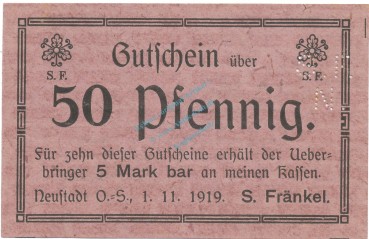 Gutschein über
S. F. S. F.
50 Pfennig.
Für zehn dieser Gutscheine erhält der Ueber-
bringer 5 Mark bar an meinen Kassen.
Neustadt O.-S., 1. 11. 1919. S. Fränkel.